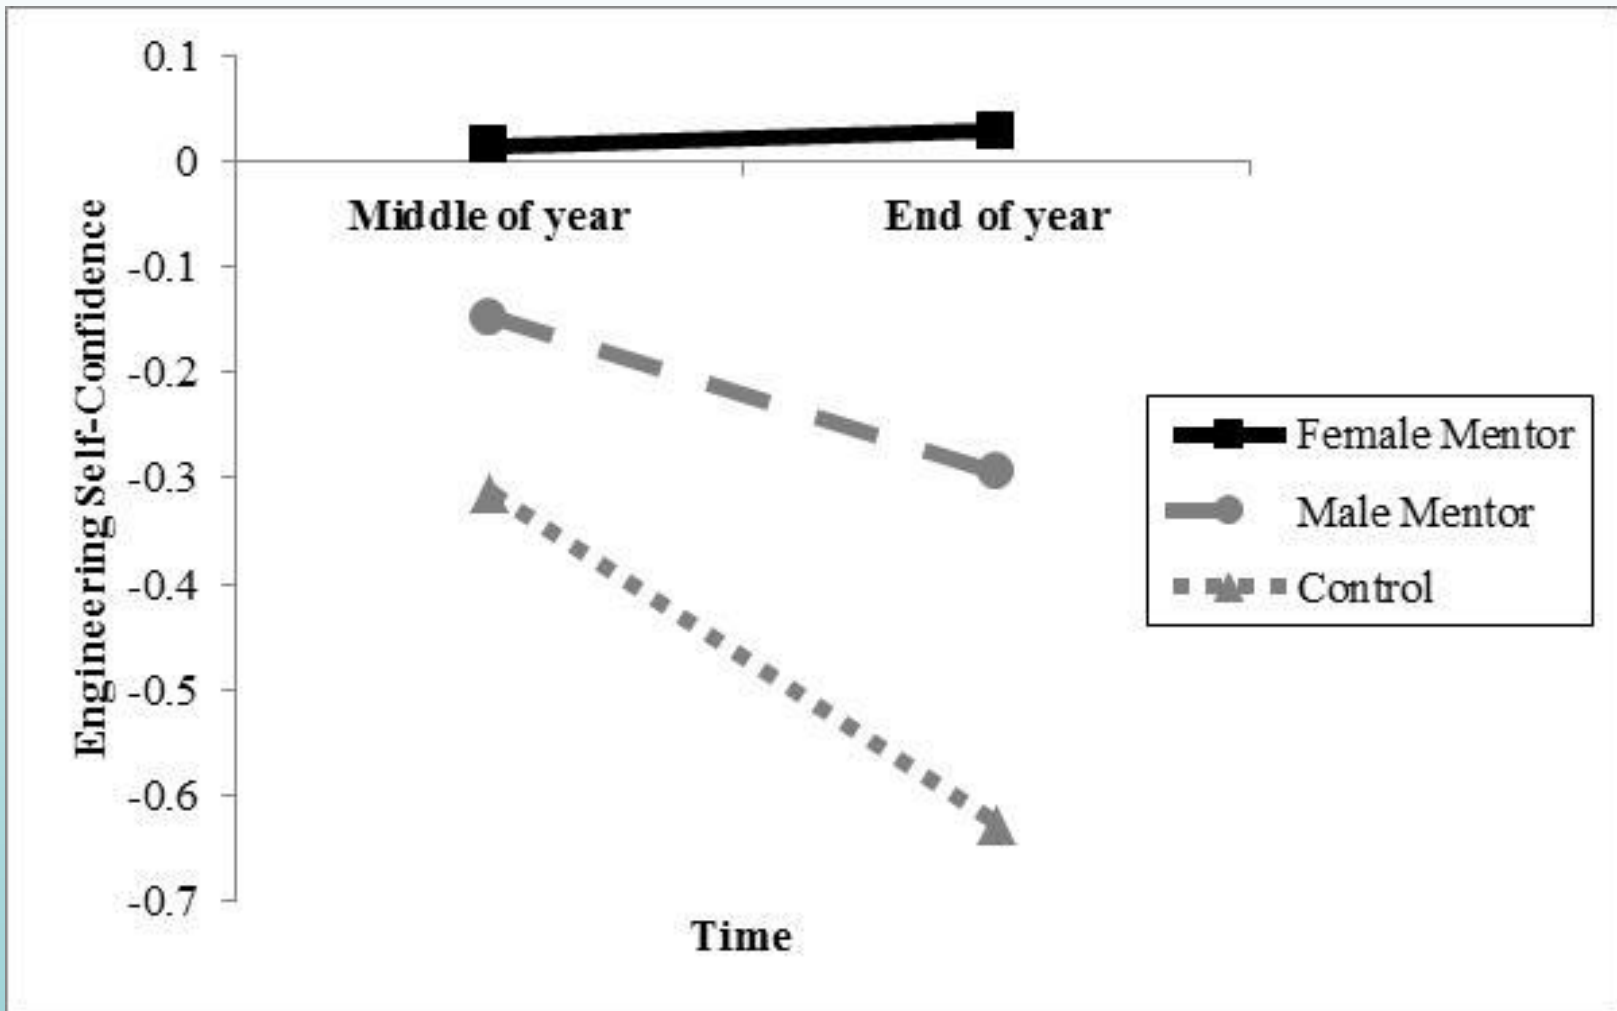 0.1
0
-0.1
-0.2
-0.3
-0.4
-0.5
-0.6
-0.7
Engineering Self-Confidence
Middle of year
End of year
Time
Female Mentor
Male Mentor
Control